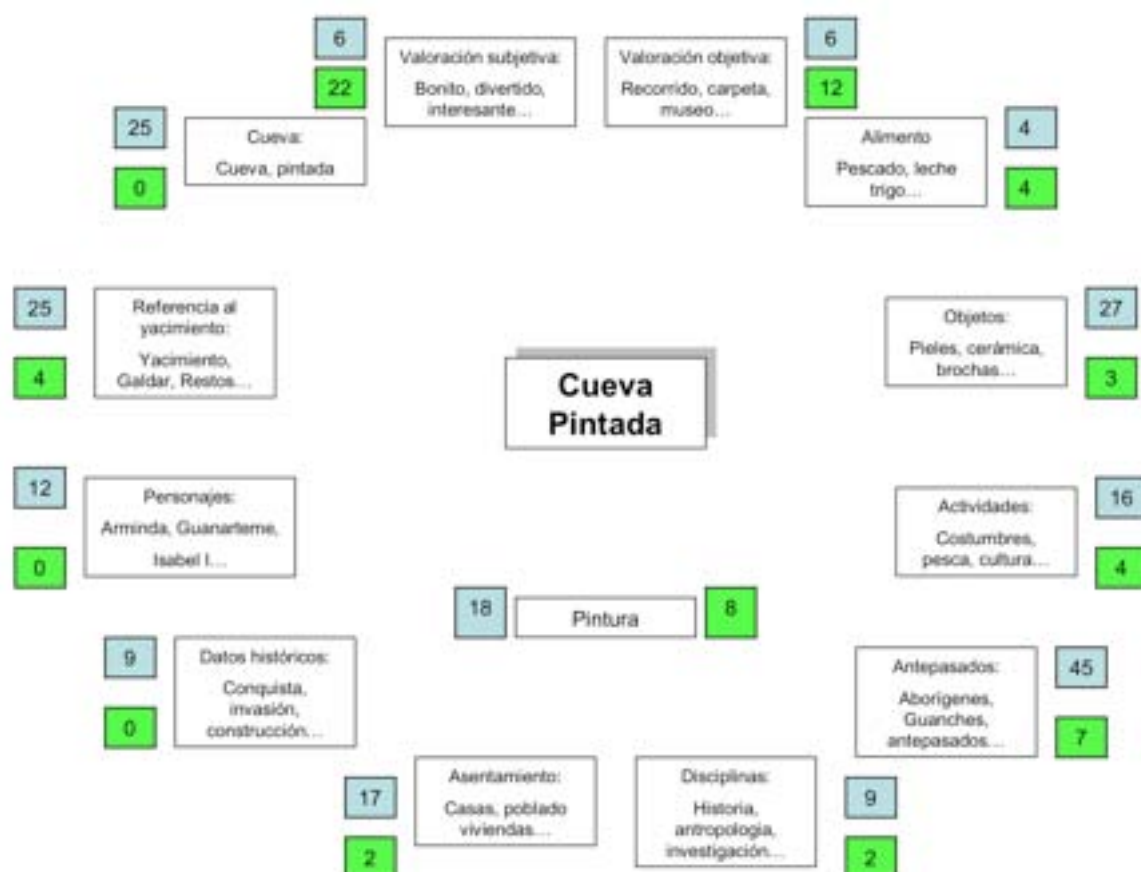 6
Valoración subjetiva:
Bonito, divertido,
interesante...
22
Valoración objetiva:
Recorrido, carpeta,
museo...
6
12
25
Cueva:
Cueva, pintada
0
Alimento
Pescado, leche
trigo...
4
4
25
Referencia al
yacimiento:
Yacimiento,
Galdar, Restos...
4
Objetos:
Pieles, cerámica,
brochas...
27
3
Cueva
Pintada
12
Personajes:
Arminda, Guanarteme,
Isabel I...
0
Actividades:
Costumbres,
pesca, cultura...
16
4
18
Pintura
8
9
Datos históricos:
Conquista,
invasión,
construcción...
0
Antepasados:
Aborígenes,
Guanches,
antepasados...
45
7
17
Asentamiento:
Casas, poblado
viviendas...
2
Disciplinas:
Historia,
antropologia,
investigación...
9
2